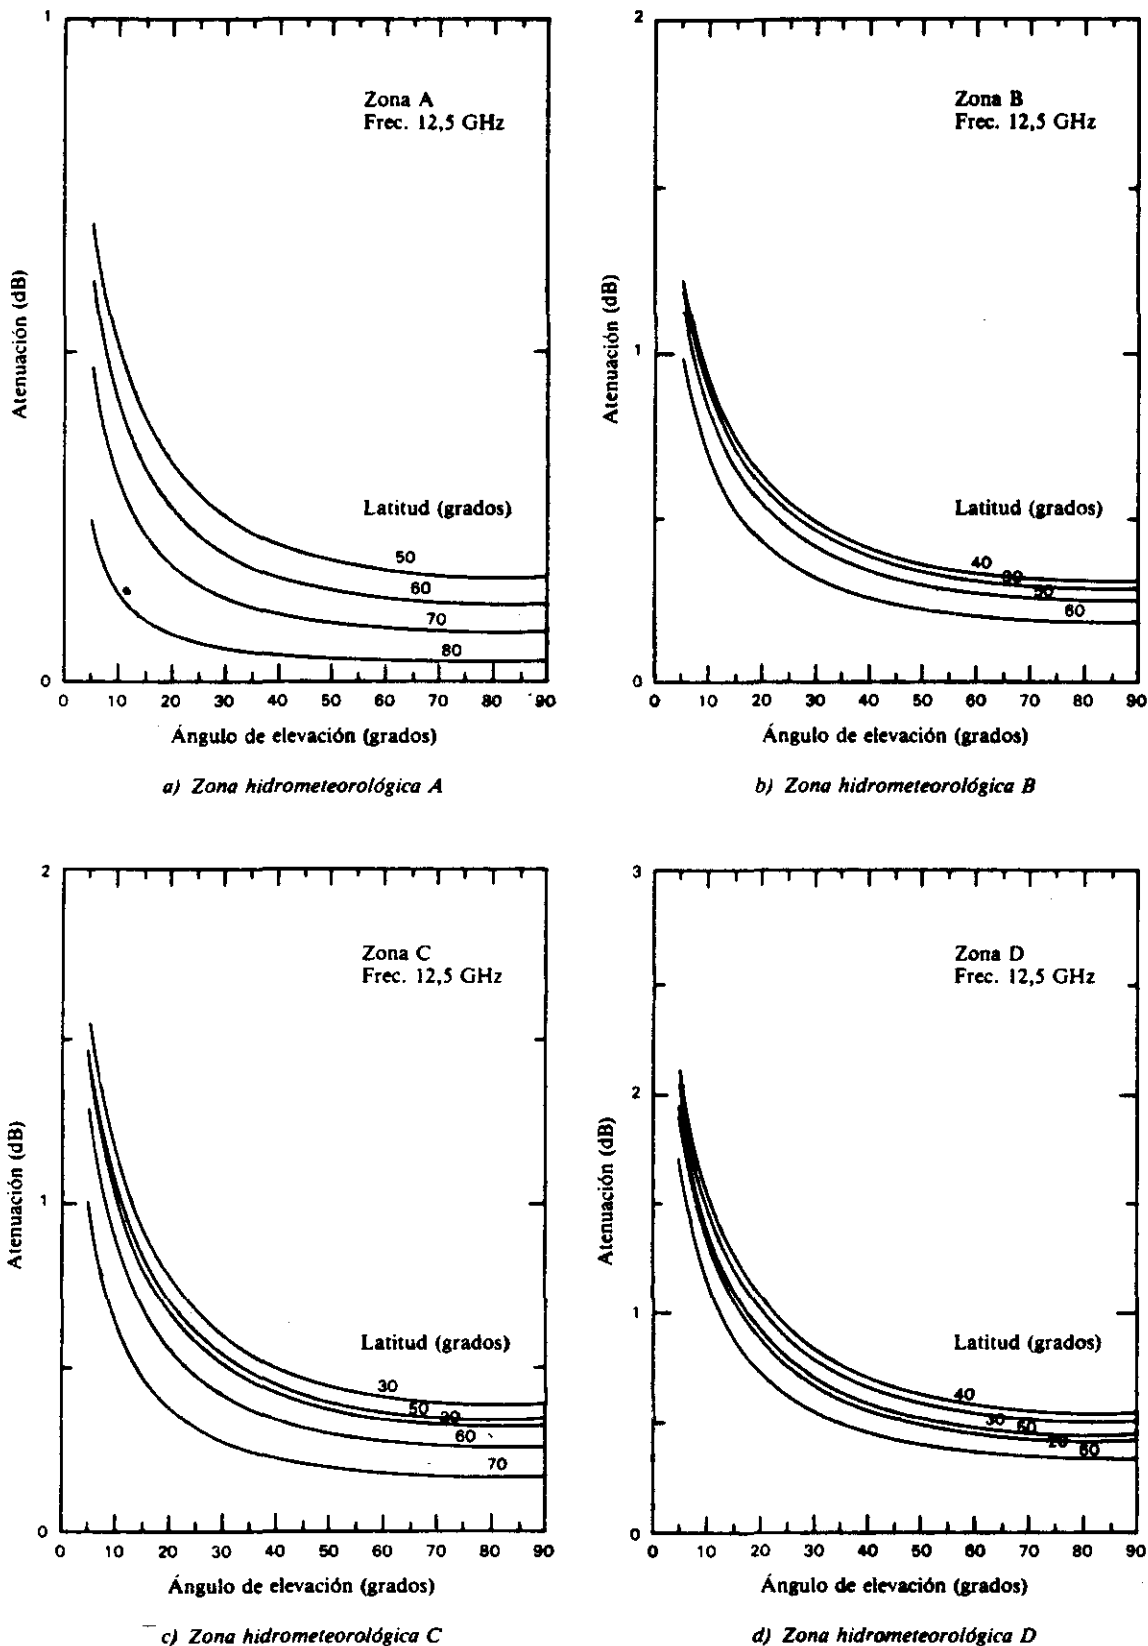 1
0
Zona A
Frec. 12,5 GHz
Atenuación (dB)
Latitud (grados)
50
60
70
80
0 10 20 30 40 50 60 70 80 90
Ángulo de elevación (grados)
a) Zona hidrometeorológica A
2
1
0
Zona B
Frec. 12,5 GHz
Atenuación (dB)
Latitud (grados)
40
30
50
60
0 10 20 30 40 50 60 70 80 90
Ángulo de elevación (grados)
b) Zona hidrometeorológica B
2
1
0
Zona C
Frec. 12,5 GHz
Atenuación (dB)
Latitud (grados)
30
50
20
60
70
0 10 20 30 40 50 60 70 80 90
Ángulo de elevación (grados)
c) Zona hidrometeorológica C
3
2
1
0
Zona D
Frec. 12,5 GHz
Atenuación (dB)
Latitud (grados)
40
30
20
60
0 10 20 30 40 50 60 70 80 90
Ángulo de elevación (grados)
d) Zona hidrometeorológica D